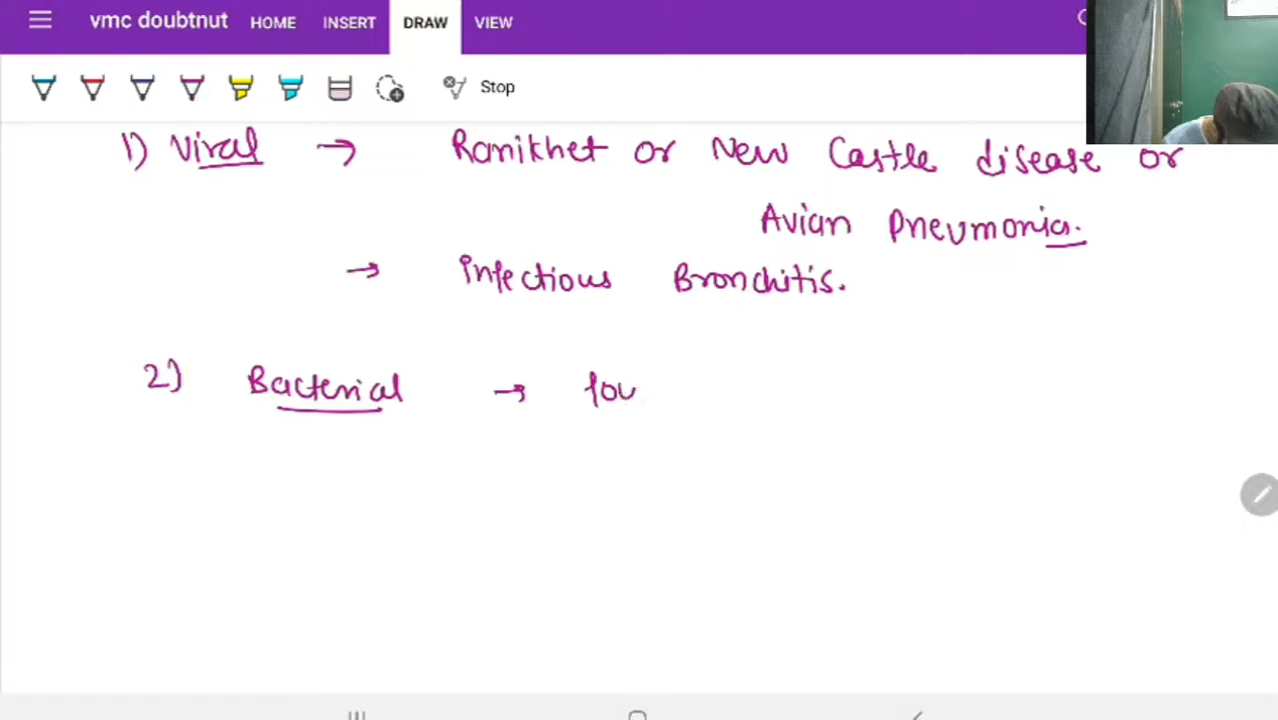 vmc doubtnut HOME INSERT DRAW VIEW
Stop
1) Viral → Ranikhet or New Castle disease or
Avian Pneumonia.
→ Infectious Bronchitis.
2) Bacterial → fow